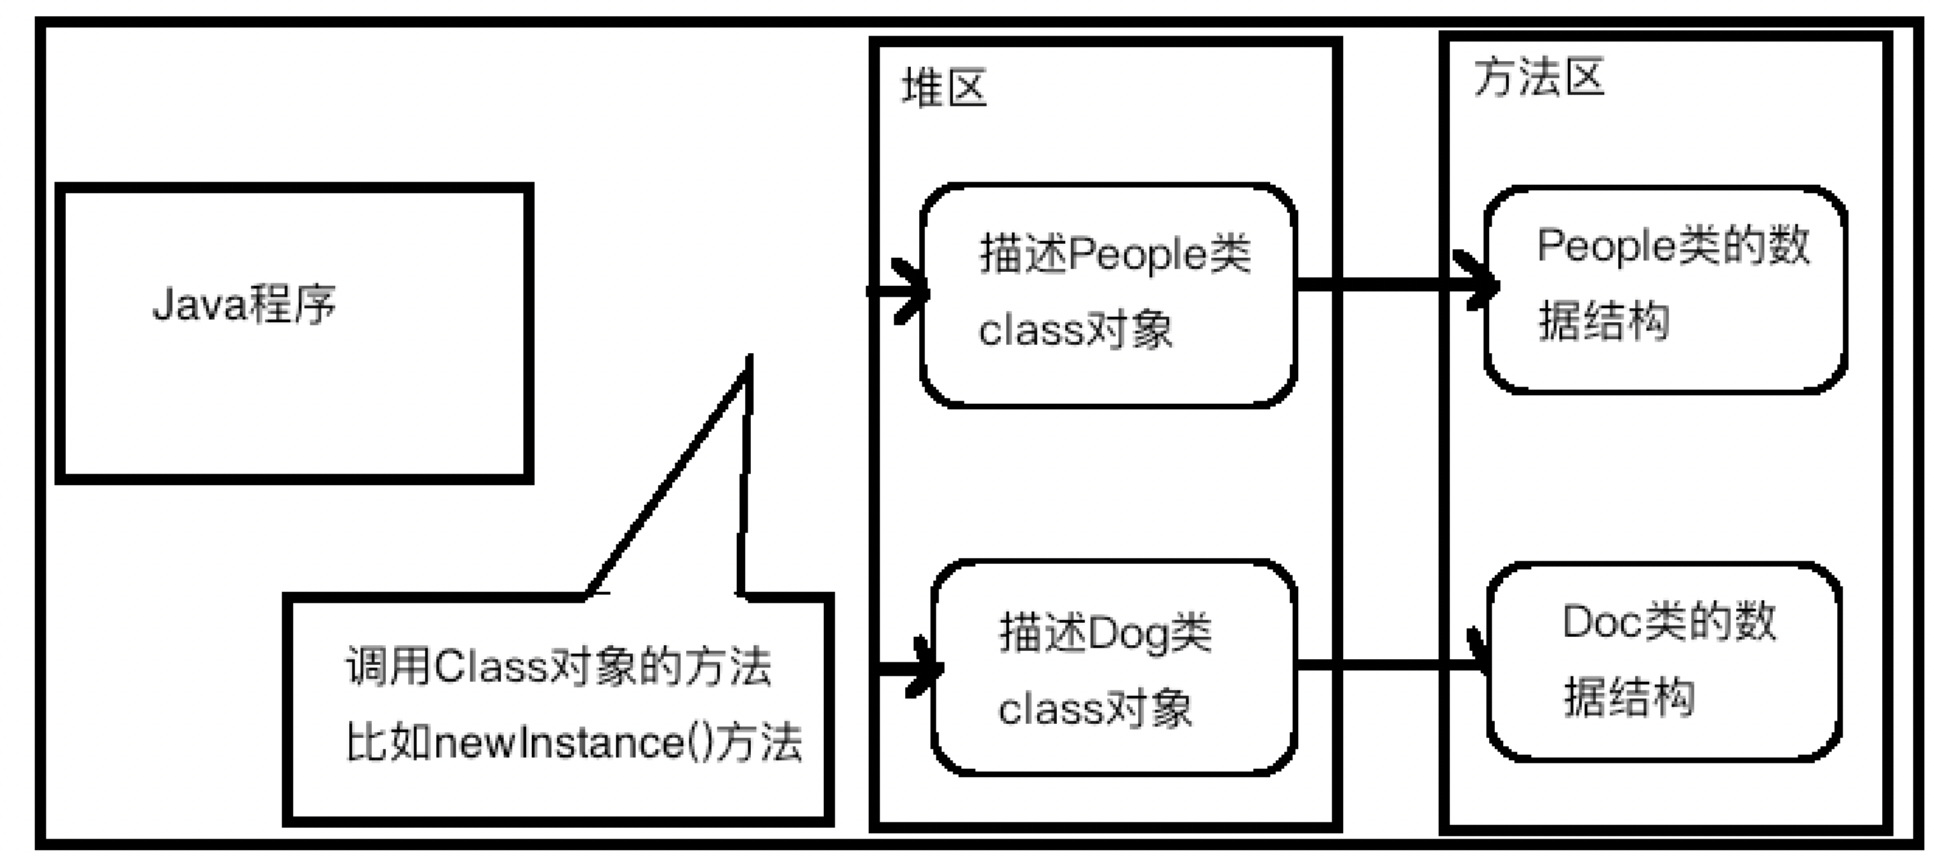 堆区
方法区
Java程序
描述People类
class对象
People类的数
据结构
调用Class对象的方法
比如newInstance()方法
描述Dog类
class对象
Doc类的数
据结构